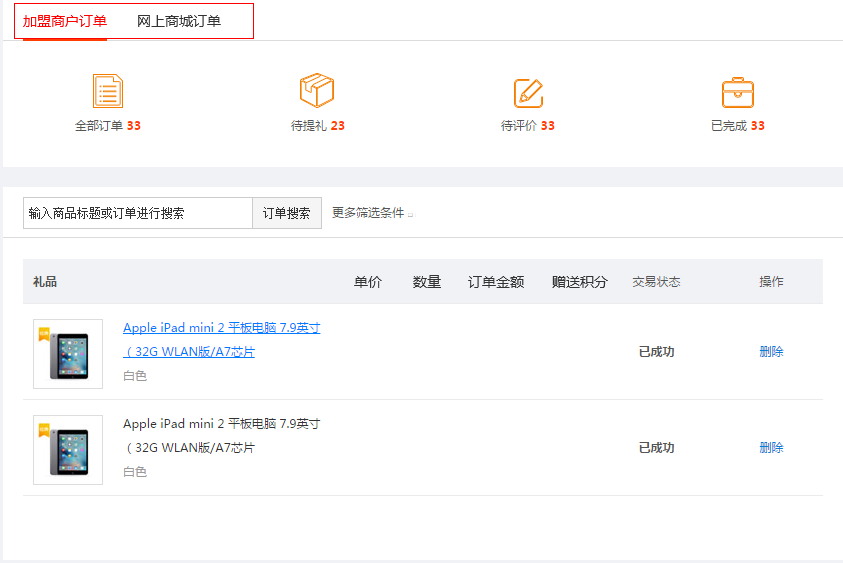 加盟商户订单 网上商城订单
全部订单 33 待提礼 23 待评价 33 已完成 33
输入商品标题或订单进行搜索 订单搜索 更多筛选条件
礼品 单价 数量 订单金额 赠送积分 交易状态 操作
Apple iPad mini 2 平板电脑 7.9英寸
（32G WLAN版/A7芯片 已成功 删除
白色
Apple iPad mini 2 平板电脑 7.9英寸
（32G WLAN版/A7芯片 已成功 删除
白色